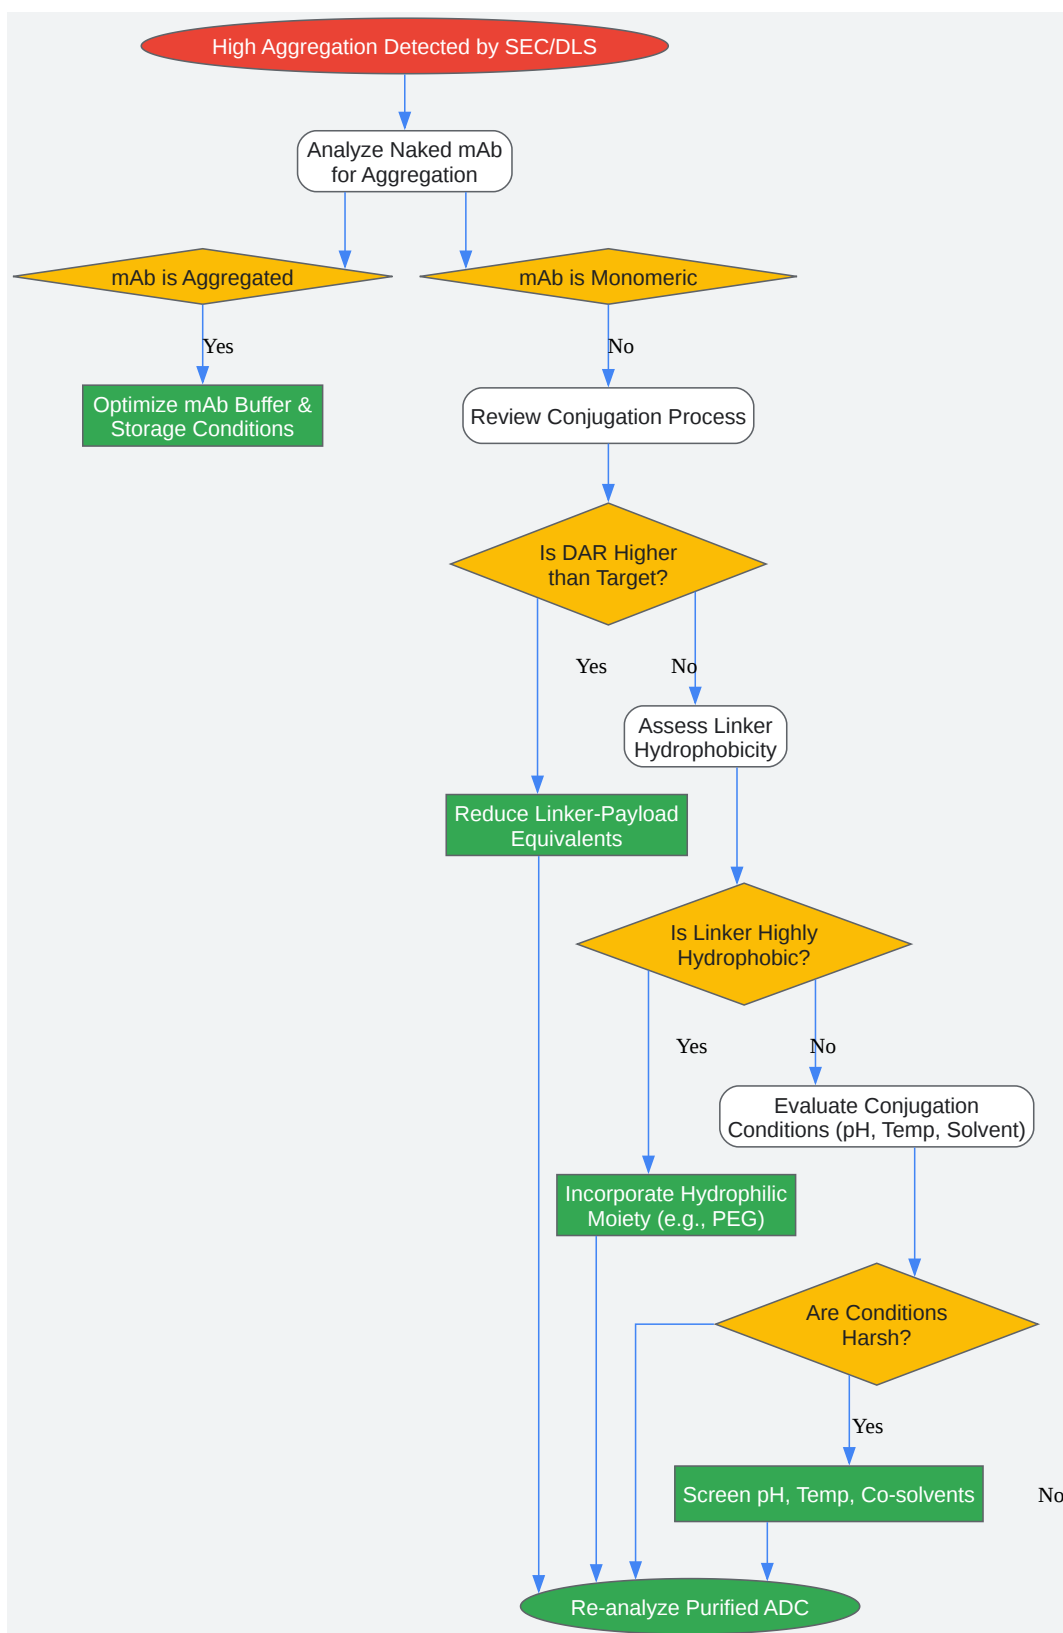 High Aggregation Detected by SEC/DLS
Analyze Naked mAb
for Aggregation
mAb is Aggregated
mAb is Monomeric
Yes
No
Optimize mAb Buffer &
Storage Conditions
Review Conjugation Process
Is DAR Higher
than Target?
Yes
No
Assess Linker
Hydrophobicity
Reduce Linker-Payload
Equivalents
Is Linker Highly
Hydrophobic?
Yes
No
Evaluate Conjugation
Conditions (pH, Temp, Solvent)
Incorporate Hydrophilic
Moiety (e.g., PEG)
Are Conditions
Harsh?
Yes
Screen pH, Temp, Co-solvents
No
Re-analyze Purified ADC